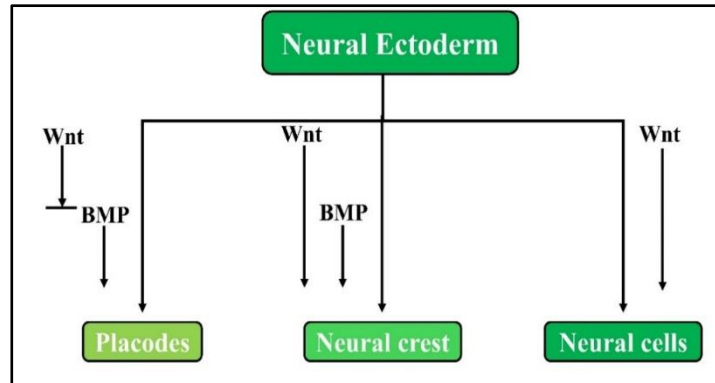 Neural Ectoderm
Wnt
Wnt
Wnt
BMP
BMP
Placodes
Neural crest
Neural cells